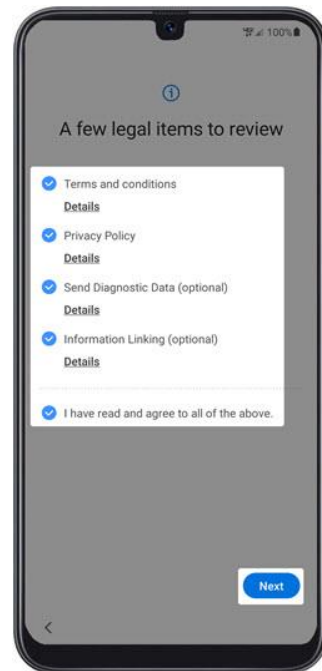 100%
A few legal items to review
Terms and conditions
Details
Privacy Policy
Details
Send Diagnostic Data (optional)
Details
Information Linking (optional)
Details
I have read and agree to all of the above.
Next